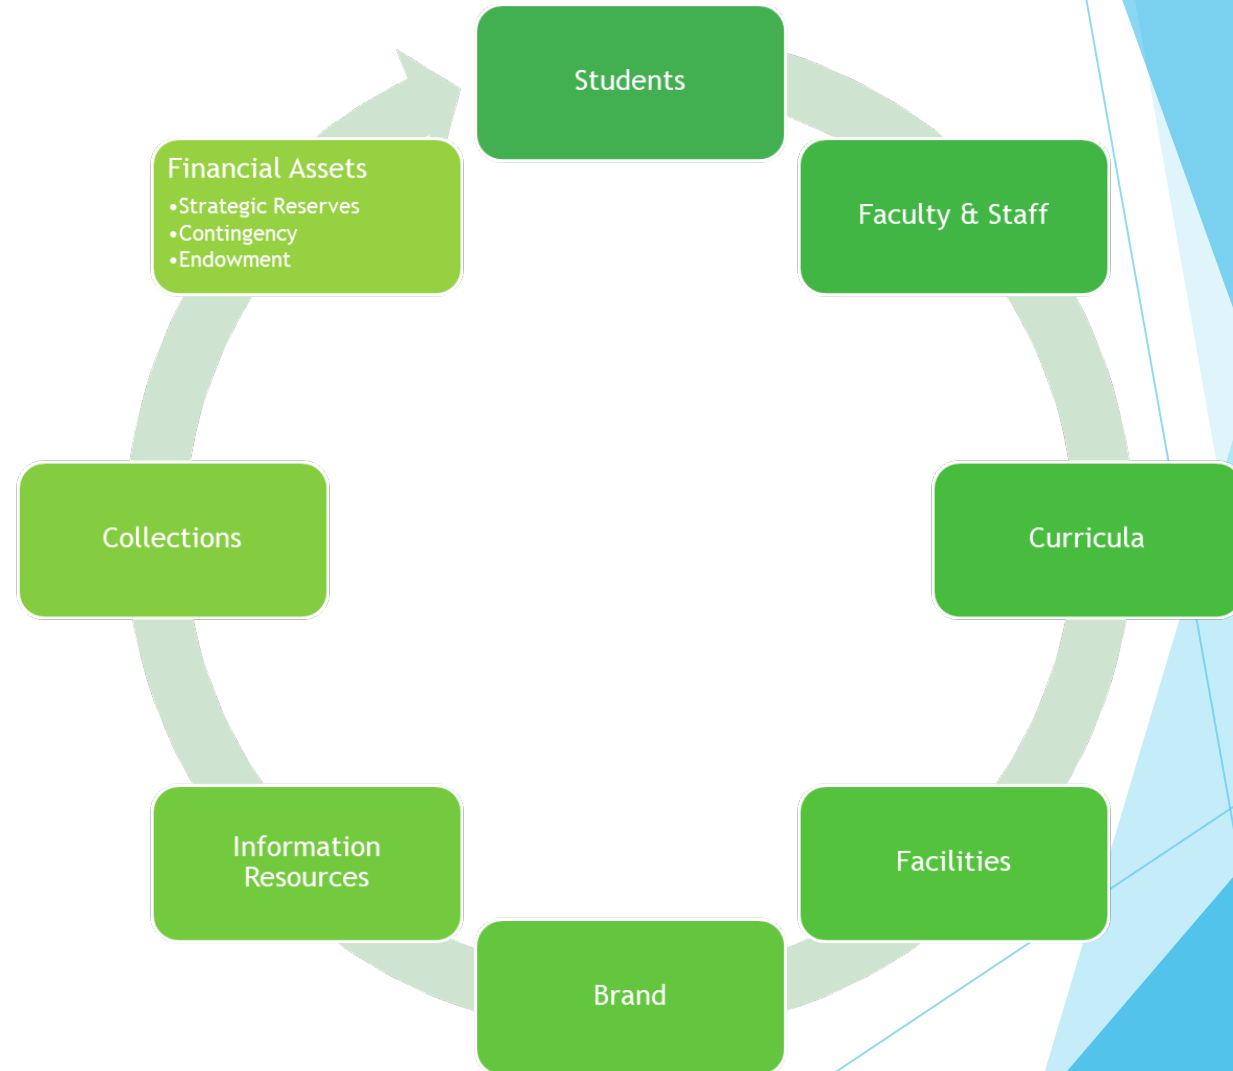 Students
Faculty & Staff
Curricula
Facilities
Brand
Information
Resources
Collections
Financial Assets
•Strategic Reserves
•Contingency
•Endowment